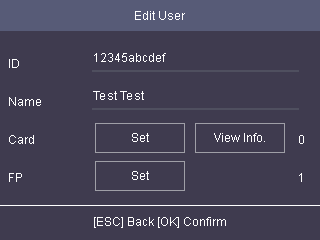 Edit User
ID 12345abcdef
Name Test Test
Card Set View Info. 0
FP Set 1
[ESC] Back [OK] Confirm